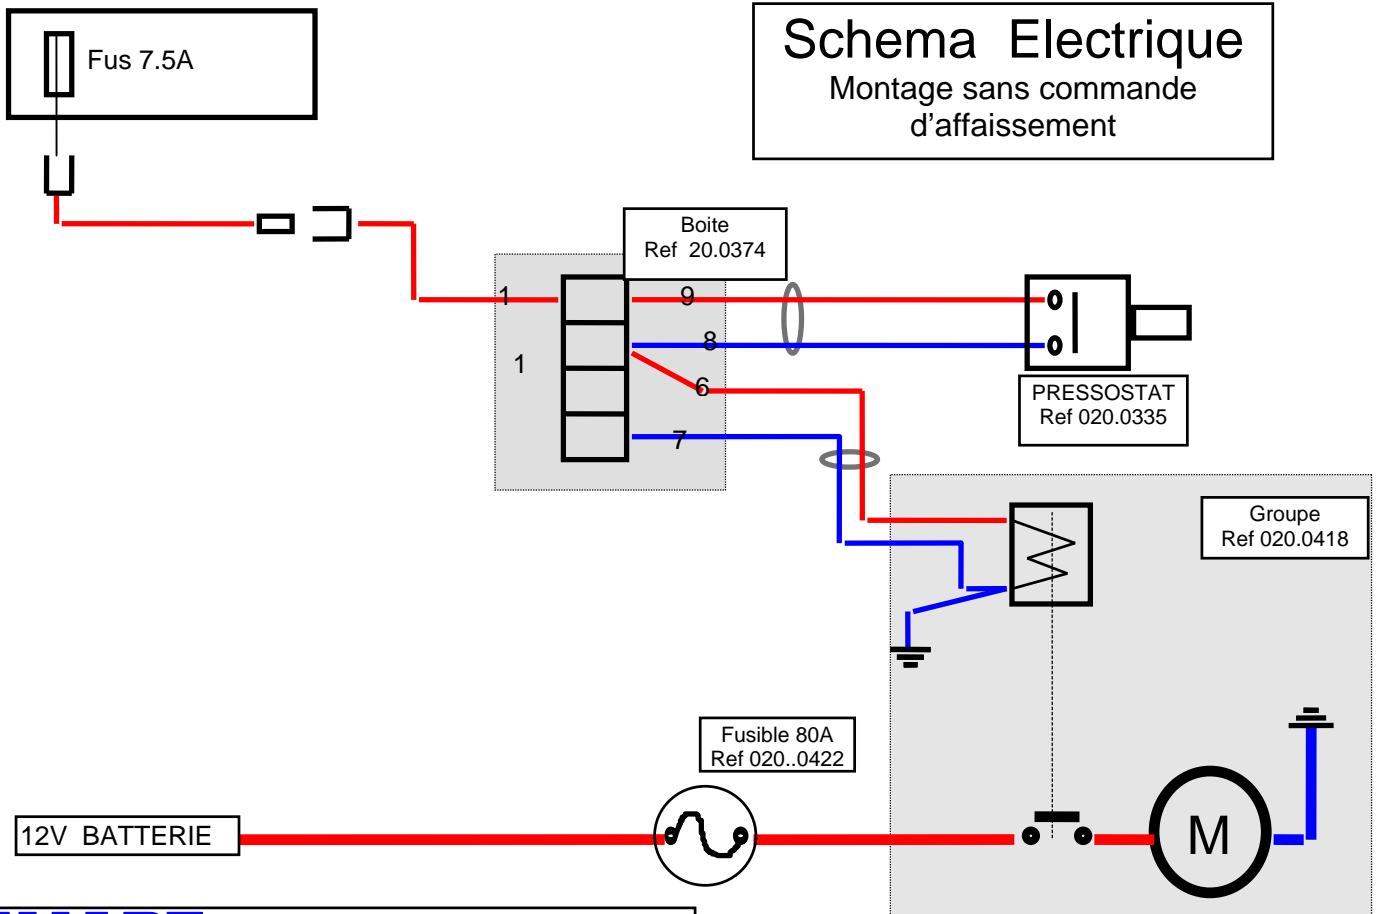 Fus 7.5A
Schema Electrique
Montage sans commande
d'affaissement
Boite
Ref 20.0374
1
9
8
1
6
7
PRESSOSTAT
Ref 020.0335
Groupe
Ref 020.0418
Fusible 80A
Ref 020..0422
12V BATTERIE
M